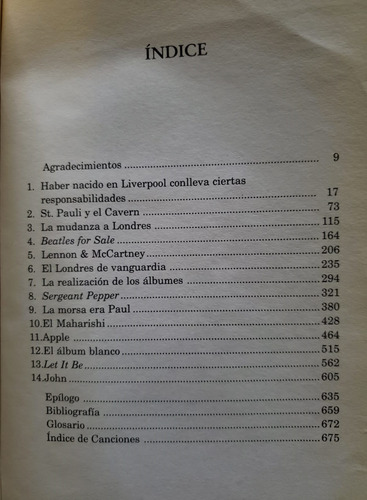 ÍNDICE
Agradecimientos ........................................................ 9
1. Haber nacido en Liverpool conlleva ciertas
responsabilidades ................................................ 17
2. St. Pauli y el Cavern ............................................ 73
3. La mudanza a Londres ......................................... 115
4. Beatles for Sale .................................................... 164
5. Lennon & McCartney ........................................... 206
6. El Londres de vanguardia .................................... 235
7. La realización de los álbumes ............................. 294
8. Sergeant Pepper ................................................... 321
9. La morsa era Paul ................................................ 380
10. El Maharishi ......................................................... 428
11. Apple ..................................................................... 464
12. El álbum blanco .................................................... 515
13. Let It Be ................................................................ 562
14. John ....................................................................... 605
Epílogo .................................................................. 635
Bibliografía ........................................................... 659
Glosario ................................................................. 672
Índice de Canciones .............................................. 675